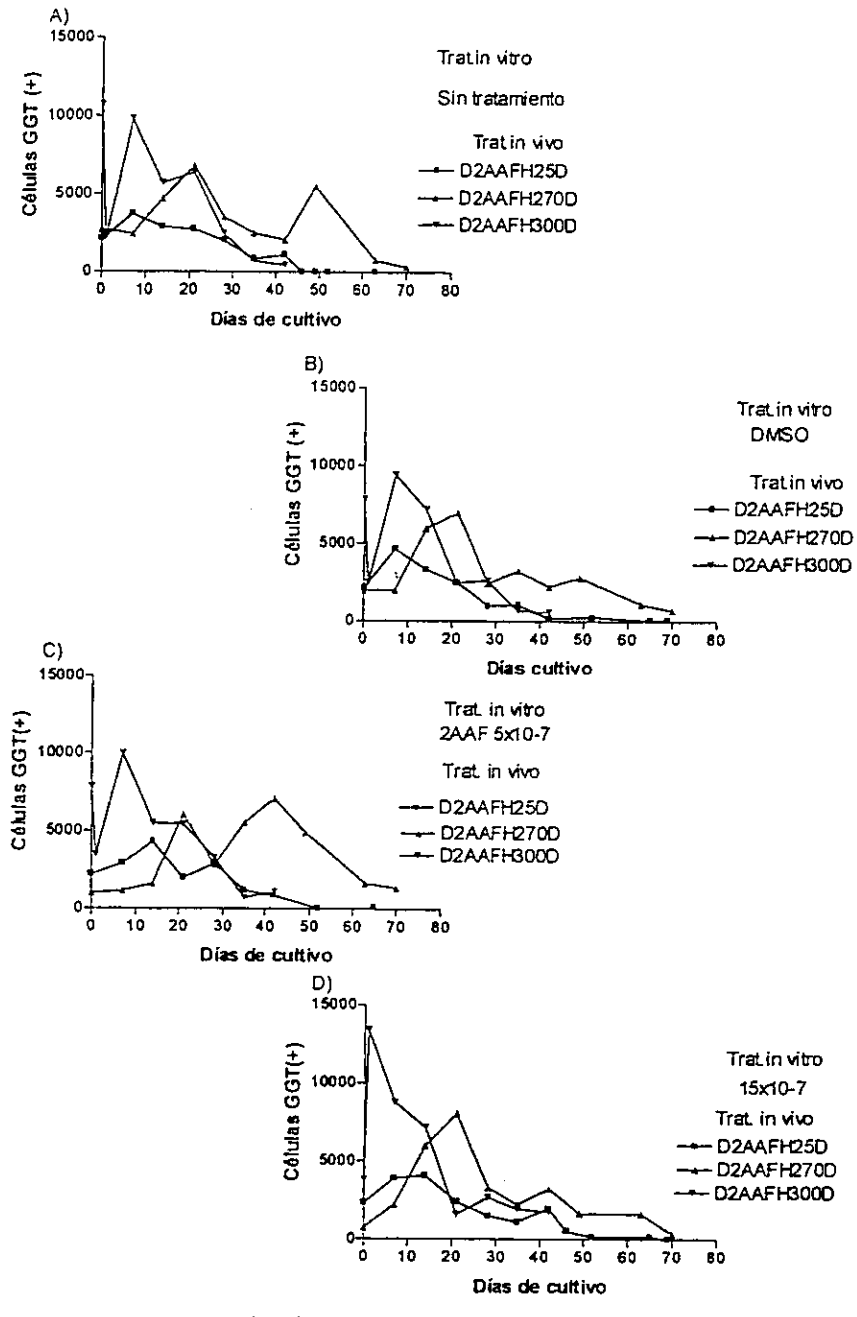 A)
15000
10000
5000
0
Células GGT (+)
0 10 20 30 40 50 60 70 80
Días de cultivo
Trat.in vitro
Sin tratamiento
Trat.in vivo
D2AAFH25D
D2AAFH270D
D2AAFH300D
B)
15000
10000
5000
0
Células GGT (+)
0 10 20 30 40 50 60 70 80
Días cultivo
Trat.in vitro
DMSO
Trat.in vivo
D2AAFH25D
D2AAFH270D
D2AAFH300D
C)
15000
10000
5000
0
Células GGT(+)
0 10 20 30 40 50 60 70 80
Días de cultivo
Trat. in vitro
2AAF 5x10-7
Trat. in vivo
D2AAFH25D
D2AAFH270D
D2AAFH300D
D)
15000
10000
5000
0
Células GGT(+)
0 10 20 30 40 50 60 70 80
Días de cultivo
Trat.in vitro
15x10-7
Trat. in vivo
D2AAFH25D
D2AAFH270D
D2AAFH300D